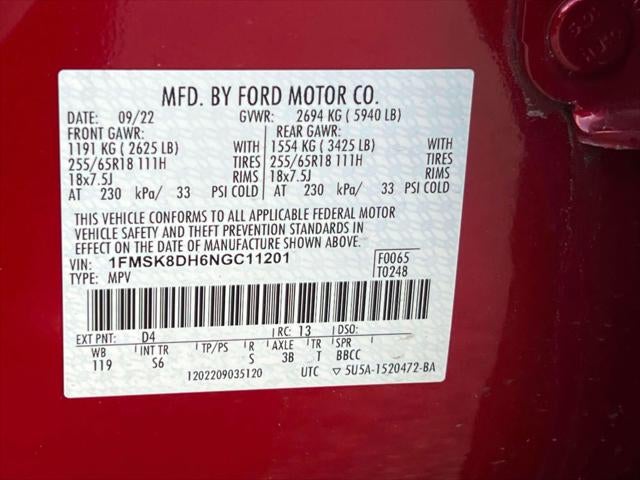 MFD. BY FORD MOTOR CO.
DATE: 09/22 GVWR: 2694 KG ( 5940 LB)
FRONT GAWR: REAR GAWR:
1191 KG ( 2625 LB) WITH 1554 KG ( 3425 LB) WITH
255/65R18 111H TIRES 255/65R18 111H TIRES
18x7.5J RIMS 18x7.5J RIMS
AT 230 kPa/ 33 PSI COLD AT 230 kPa/ 33 PSI COLD
THIS VEHICLE CONFORMS TO ALL APPLICABLE FEDERAL MOTOR
VEHICLE SAFETY AND THEFT PREVENTION STANDARDS IN
EFFECT ON THE DATE OF MANUFACTURE SHOWN ABOVE.
VIN: 1FMSK8DH6NGC11201 F0065
TYPE: MPV T0248
EXT PNT: D4 RC: 13 DSO:
WB INT TR TP/PS R AXLE TR SPR
119 S6 S 3B T BBCC
1202209035120 UTC ▽ 5U5A-1520472-BA